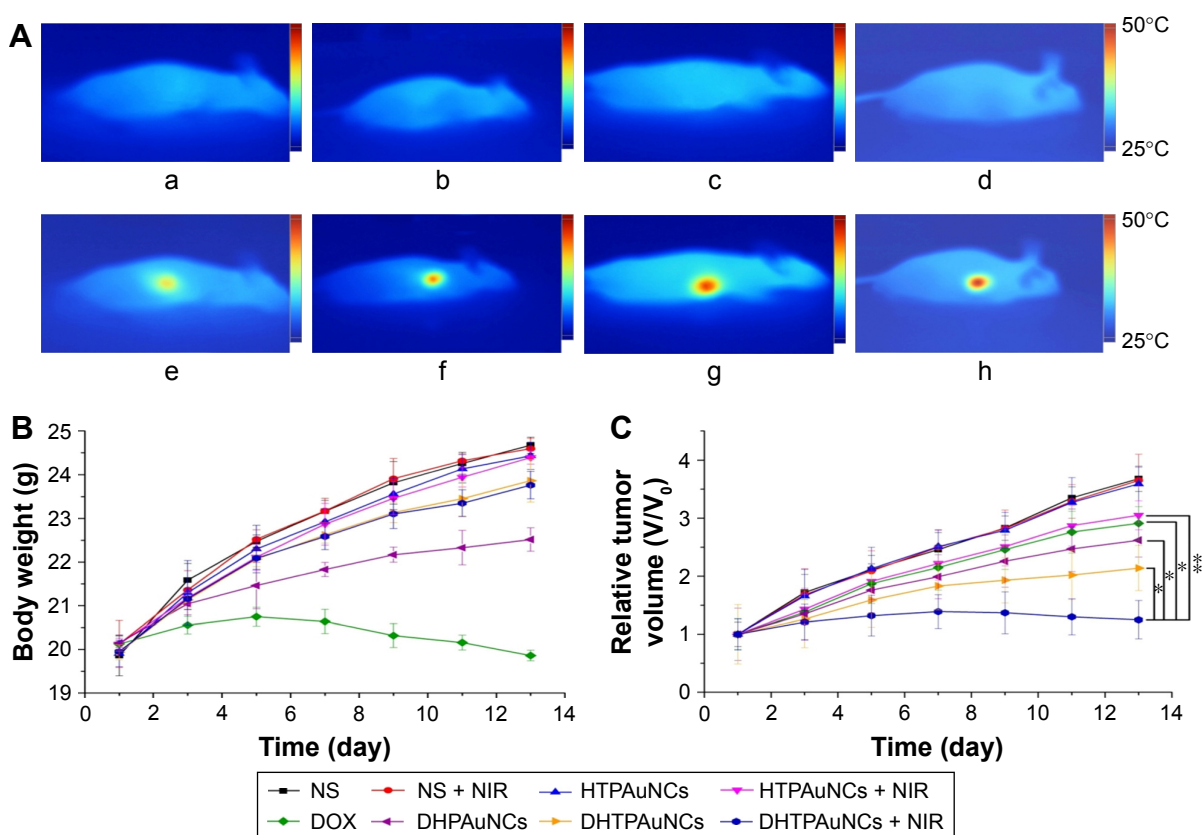 A
50°C
25°C
a b c d
50°C
25°C
e f g h
B
25
24
23
22
21
20
19
Body weight (g)
0 2 4 6 8 10 12 14
Time (day)
C
4
3
2
1
0
Relative tumor
volume (V/V₀)
0 2 4 6 8 10 12 14
Time (day)
* * * **
NS NS + NIR HTPAuNCs HTPAuNCs + NIR
DOX DHPAuNCs DHTPAuNCs DHTPAuNCs + NIR